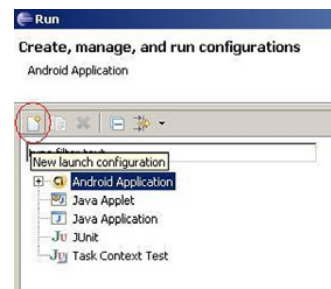 Run
Create, manage, and run configurations
Android Application
New launch configuration
Android Application
Java Applet
Java Application
Ju JUnit
Task Context Test